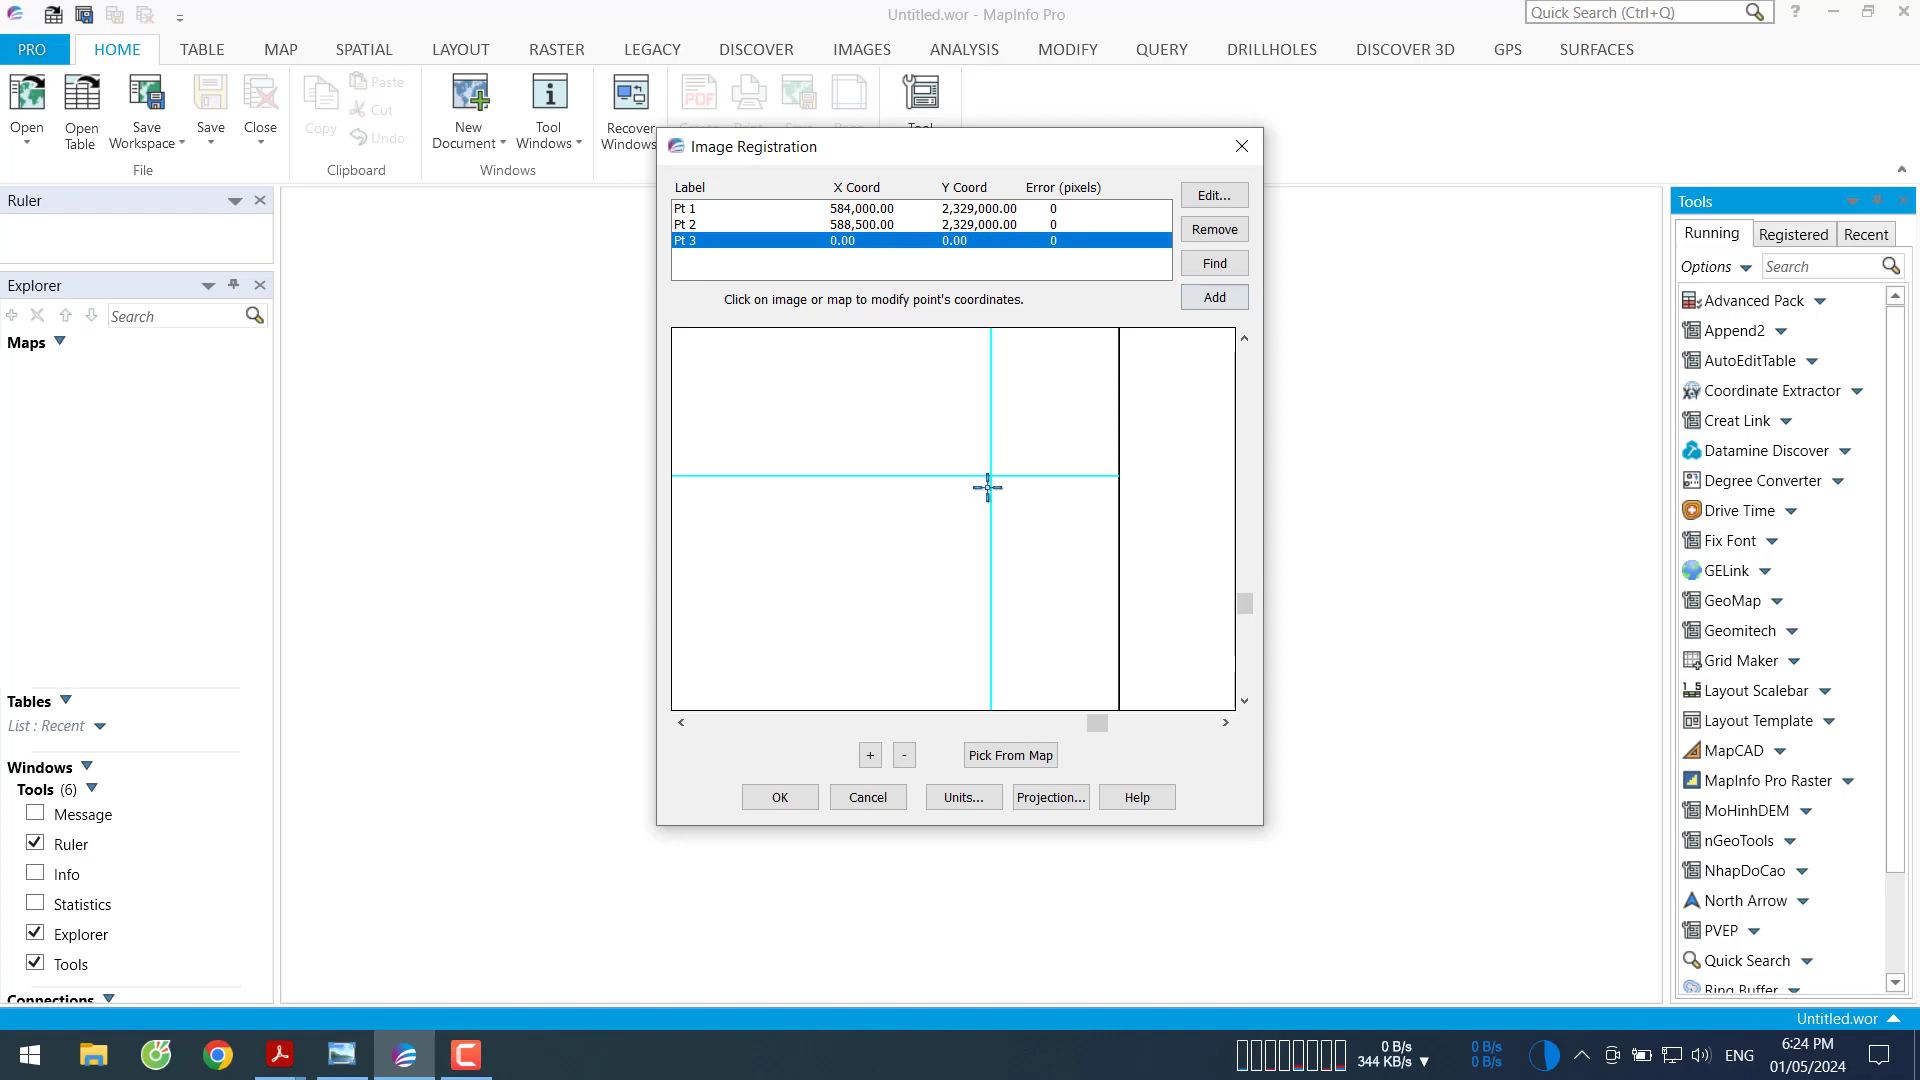 Untitled.wor - MapInfo Pro
Quick Search (Ctrl+Q)
PRO HOME TABLE MAP SPATIAL LAYOUT RASTER LEGACY DISCOVER IMAGES ANALYSIS MODIFY QUERY DRILLHOLES DISCOVER 3D GPS SURFACES
Open
Open Table
Save Workspace
Save
Close
File
Copy
Paste
Cut
Undo
Clipboard
New Document
Tool Windows
Windows
Recover Windows
PDF
Tool
Ruler
Explorer
Search
Maps
Tables
List : Recent
Windows
Tools (6)
Message
Ruler
Info
Statistics
Explorer
Tools
Connections
Image Registration
Label X Coord Y Coord Error (pixels)
Pt 1 584,000.00 2,329,000.00 0
Pt 2 588,500.00 2,329,000.00 0
Pt 3 0.00 0.00 0
Edit...
Remove
Find
Add
Click on image or map to modify point's coordinates.
+ - Pick From Map
OK Cancel Units... Projection... Help
Tools
Running Registered Recent
Options Search
Advanced Pack
Append2
AutoEditTable
Coordinate Extractor
Creat Link
Datamine Discover
Degree Converter
Drive Time
Fix Font
GELink
GeoMap
Geomitech
Grid Maker
Layout Scalebar
Layout Template
MapCAD
MapInfo Pro Raster
MoHinhDEM
nGeoTools
NhapDoCao
North Arrow
PVEP
Quick Search
Ring Buffer
Untitled.wor
0 B/s
344 KB/s
0 B/s
0 B/s
ENG
6:24 PM
01/05/2024